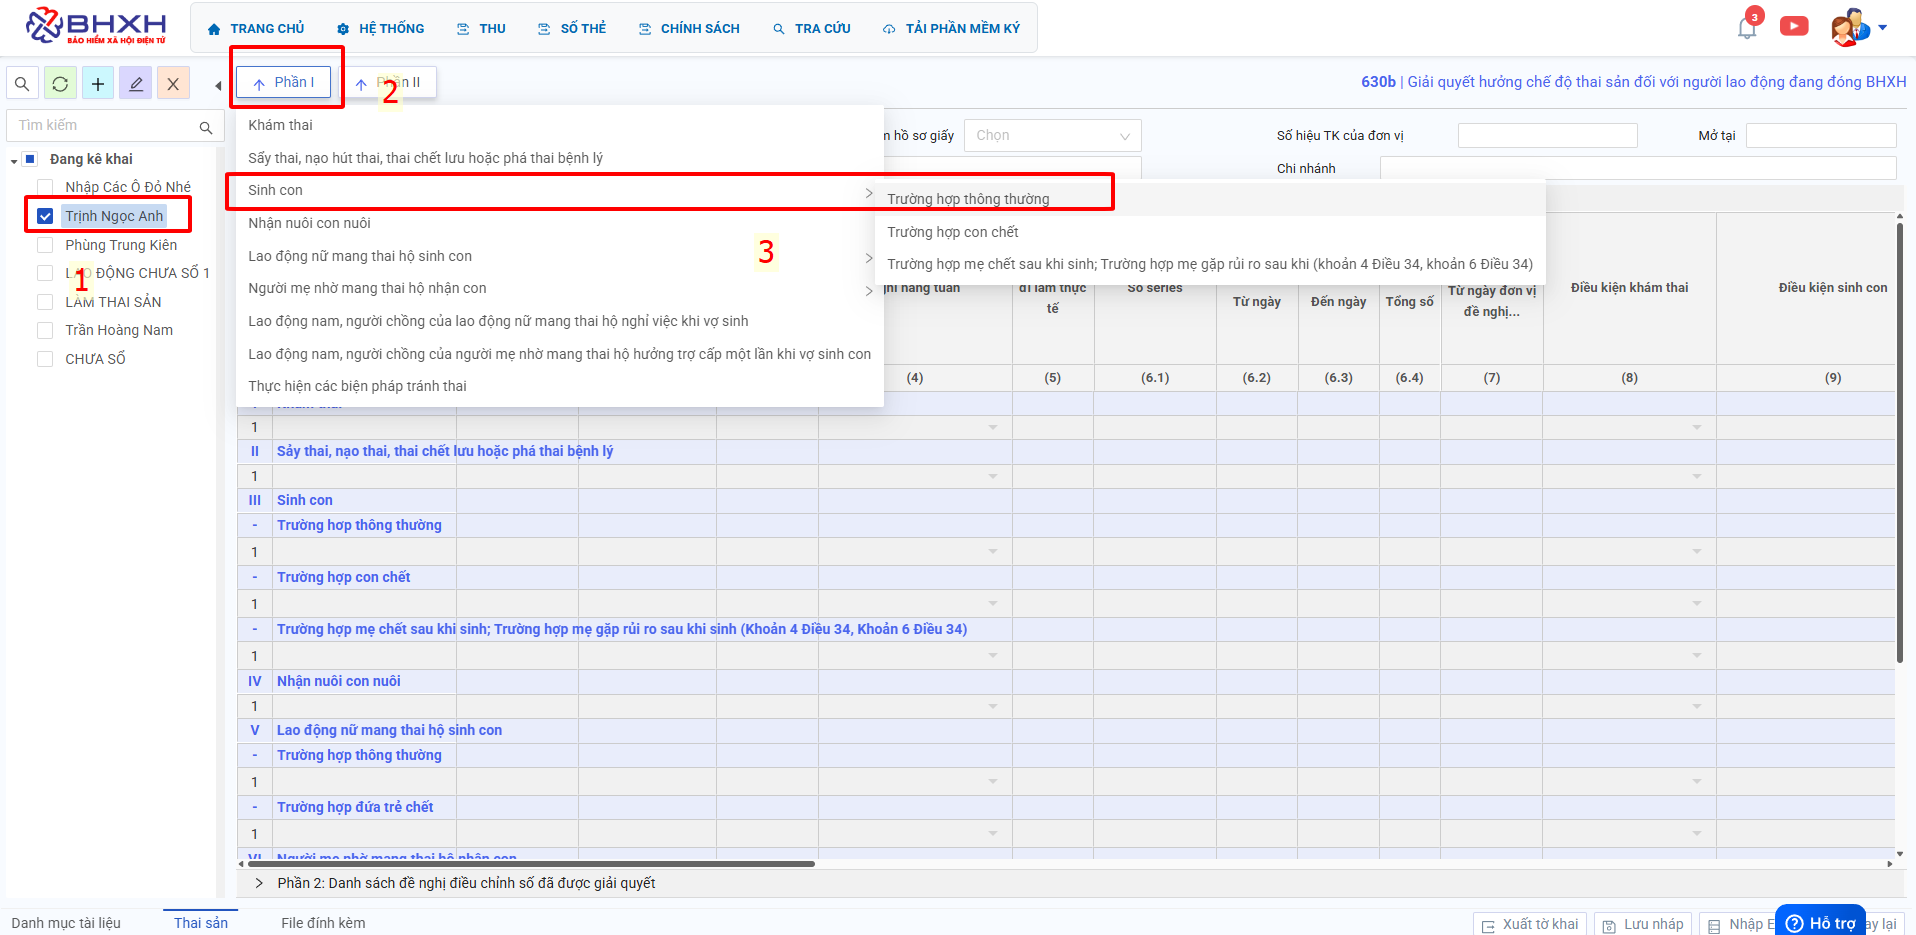 BHXH
BẢO HIỂM XÃ HỘI ĐIỆN TỬ
TRANG CHỦ
HỆ THỐNG
THU
SỔ THẺ
CHÍNH SÁCH
TRA CỨU
TẢI PHẦN MỀM KÝ
3
Phần I
Phần II
2
630b | Giải quyết hưởng chế độ thai sản đối với người lao động đang đóng BHXH
Tìm kiếm
Đang kê khai
Nhập Các Ô Đỏ Nhé
Trịnh Ngọc Anh
Phùng Trung Kiên
LAO ĐỘNG CHƯA SỔ 1
1
LÀM THAI SẢN
Trần Hoàng Nam
CHƯA SỔ
Khám thai
Sẩy thai, nạo hút thai, thai chết lưu hoặc phá thai bệnh lý
Sinh con
Nhận nuôi con nuôi
Lao động nữ mang thai hộ sinh con
3
Người mẹ nhờ mang thai hộ nhận con
Lao động nam, người chồng của lao động nữ mang thai hộ nghỉ việc khi vợ sinh
Lao động nam, người chồng của người mẹ nhờ mang thai hộ hưởng trợ cấp một lần khi vợ sinh con
Thực hiện các biện pháp tránh thai
Trường hợp thông thường
Trường hợp con chết
Trường hợp mẹ chết sau khi sinh; Trường hợp mẹ gặp rủi ro sau khi (khoản 4 Điều 34, khoản 6 Điều 34)
n hồ sơ giấy
Chọn
Số hiệu TK của đơn vị
Mở tại
Chi nhánh
ghỉ hàng tuần
đi làm thực tế
Số series
Từ ngày
Đến ngày
Tổng số
Từ ngày đơn vị đề nghị...
Điều kiện khám thai
Điều kiện sinh con
(4) (5) (6.1) (6.2) (6.3) (6.4) (7) (8) (9)
1
II Sảy thai, nạo thai, thai chết lưu hoặc phá thai bệnh lý
1
III Sinh con
- Trường hơp thông thường
1
- Trường hợp con chết
1
- Trường hợp mẹ chết sau khi sinh; Trường hợp mẹ gặp rủi ro sau khi sinh (Khoản 4 Điều 34, Khoản 6 Điều 34)
1
IV Nhận nuôi con nuôi
1
V Lao động nữ mang thai hộ sinh con
- Trường hợp thông thường
1
- Trường hợp đứa trẻ chết
1
VI Người mẹ nhờ mang thai hộ nhận con
Phần 2: Danh sách đề nghị điều chỉnh số đã được giải quyết
Danh mục tài liệu
Thai sản
File đính kèm
Xuất tờ khai
Lưu nháp
Nhập E
Hỗ trợ
ay lại